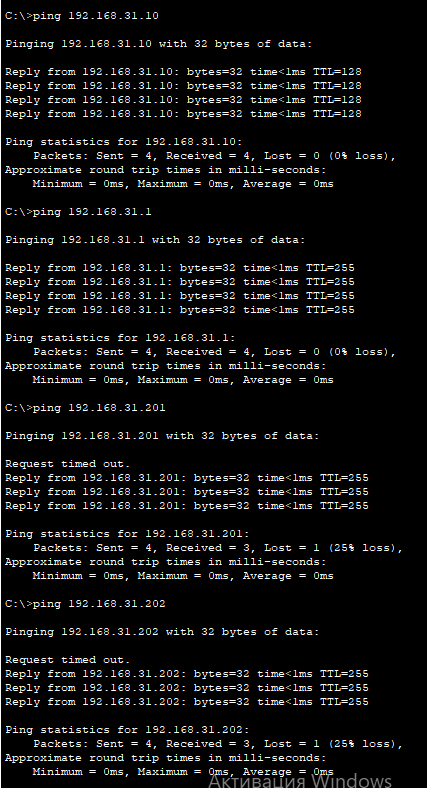 C:\>ping 192.168.31.10
Pinging 192.168.31.10 with 32 bytes of data:
Reply from 192.168.31.10: bytes=32 time<1ms TTL=128
Reply from 192.168.31.10: bytes=32 time<1ms TTL=128
Reply from 192.168.31.10: bytes=32 time<1ms TTL=128
Reply from 192.168.31.10: bytes=32 time<1ms TTL=128
Ping statistics for 192.168.31.10:
Packets: Sent = 4, Received = 4, Lost = 0 (0% loss),
Approximate round trip times in milli-seconds:
Minimum = 0ms, Maximum = 0ms, Average = 0ms
C:\>ping 192.168.31.1
Pinging 192.168.31.1 with 32 bytes of data:
Reply from 192.168.31.1: bytes=32 time<1ms TTL=255
Reply from 192.168.31.1: bytes=32 time<1ms TTL=255
Reply from 192.168.31.1: bytes=32 time<1ms TTL=255
Reply from 192.168.31.1: bytes=32 time<1ms TTL=255
Ping statistics for 192.168.31.1:
Packets: Sent = 4, Received = 4, Lost = 0 (0% loss),
Approximate round trip times in milli-seconds:
Minimum = 0ms, Maximum = 0ms, Average = 0ms
C:\>ping 192.168.31.201
Pinging 192.168.31.201 with 32 bytes of data:
Request timed out.
Reply from 192.168.31.201: bytes=32 time<1ms TTL=255
Reply from 192.168.31.201: bytes=32 time<1ms TTL=255
Reply from 192.168.31.201: bytes=32 time<1ms TTL=255
Ping statistics for 192.168.31.201:
Packets: Sent = 4, Received = 3, Lost = 1 (25% loss),
Approximate round trip times in milli-seconds:
Minimum = 0ms, Maximum = 0ms, Average = 0ms
C:\>ping 192.168.31.202
Pinging 192.168.31.202 with 32 bytes of data:
Request timed out.
Reply from 192.168.31.202: bytes=32 time<1ms TTL=255
Reply from 192.168.31.202: bytes=32 time<1ms TTL=255
Reply from 192.168.31.202: bytes=32 time<1ms TTL=255
Ping statistics for 192.168.31.202:
Packets: Sent = 4, Received = 3, Lost = 1 (25% loss),
Approximate round trip times in milli-seconds:
Minimum = 0ms, Maximum = 0ms, Average = 0ms
Активация Windows